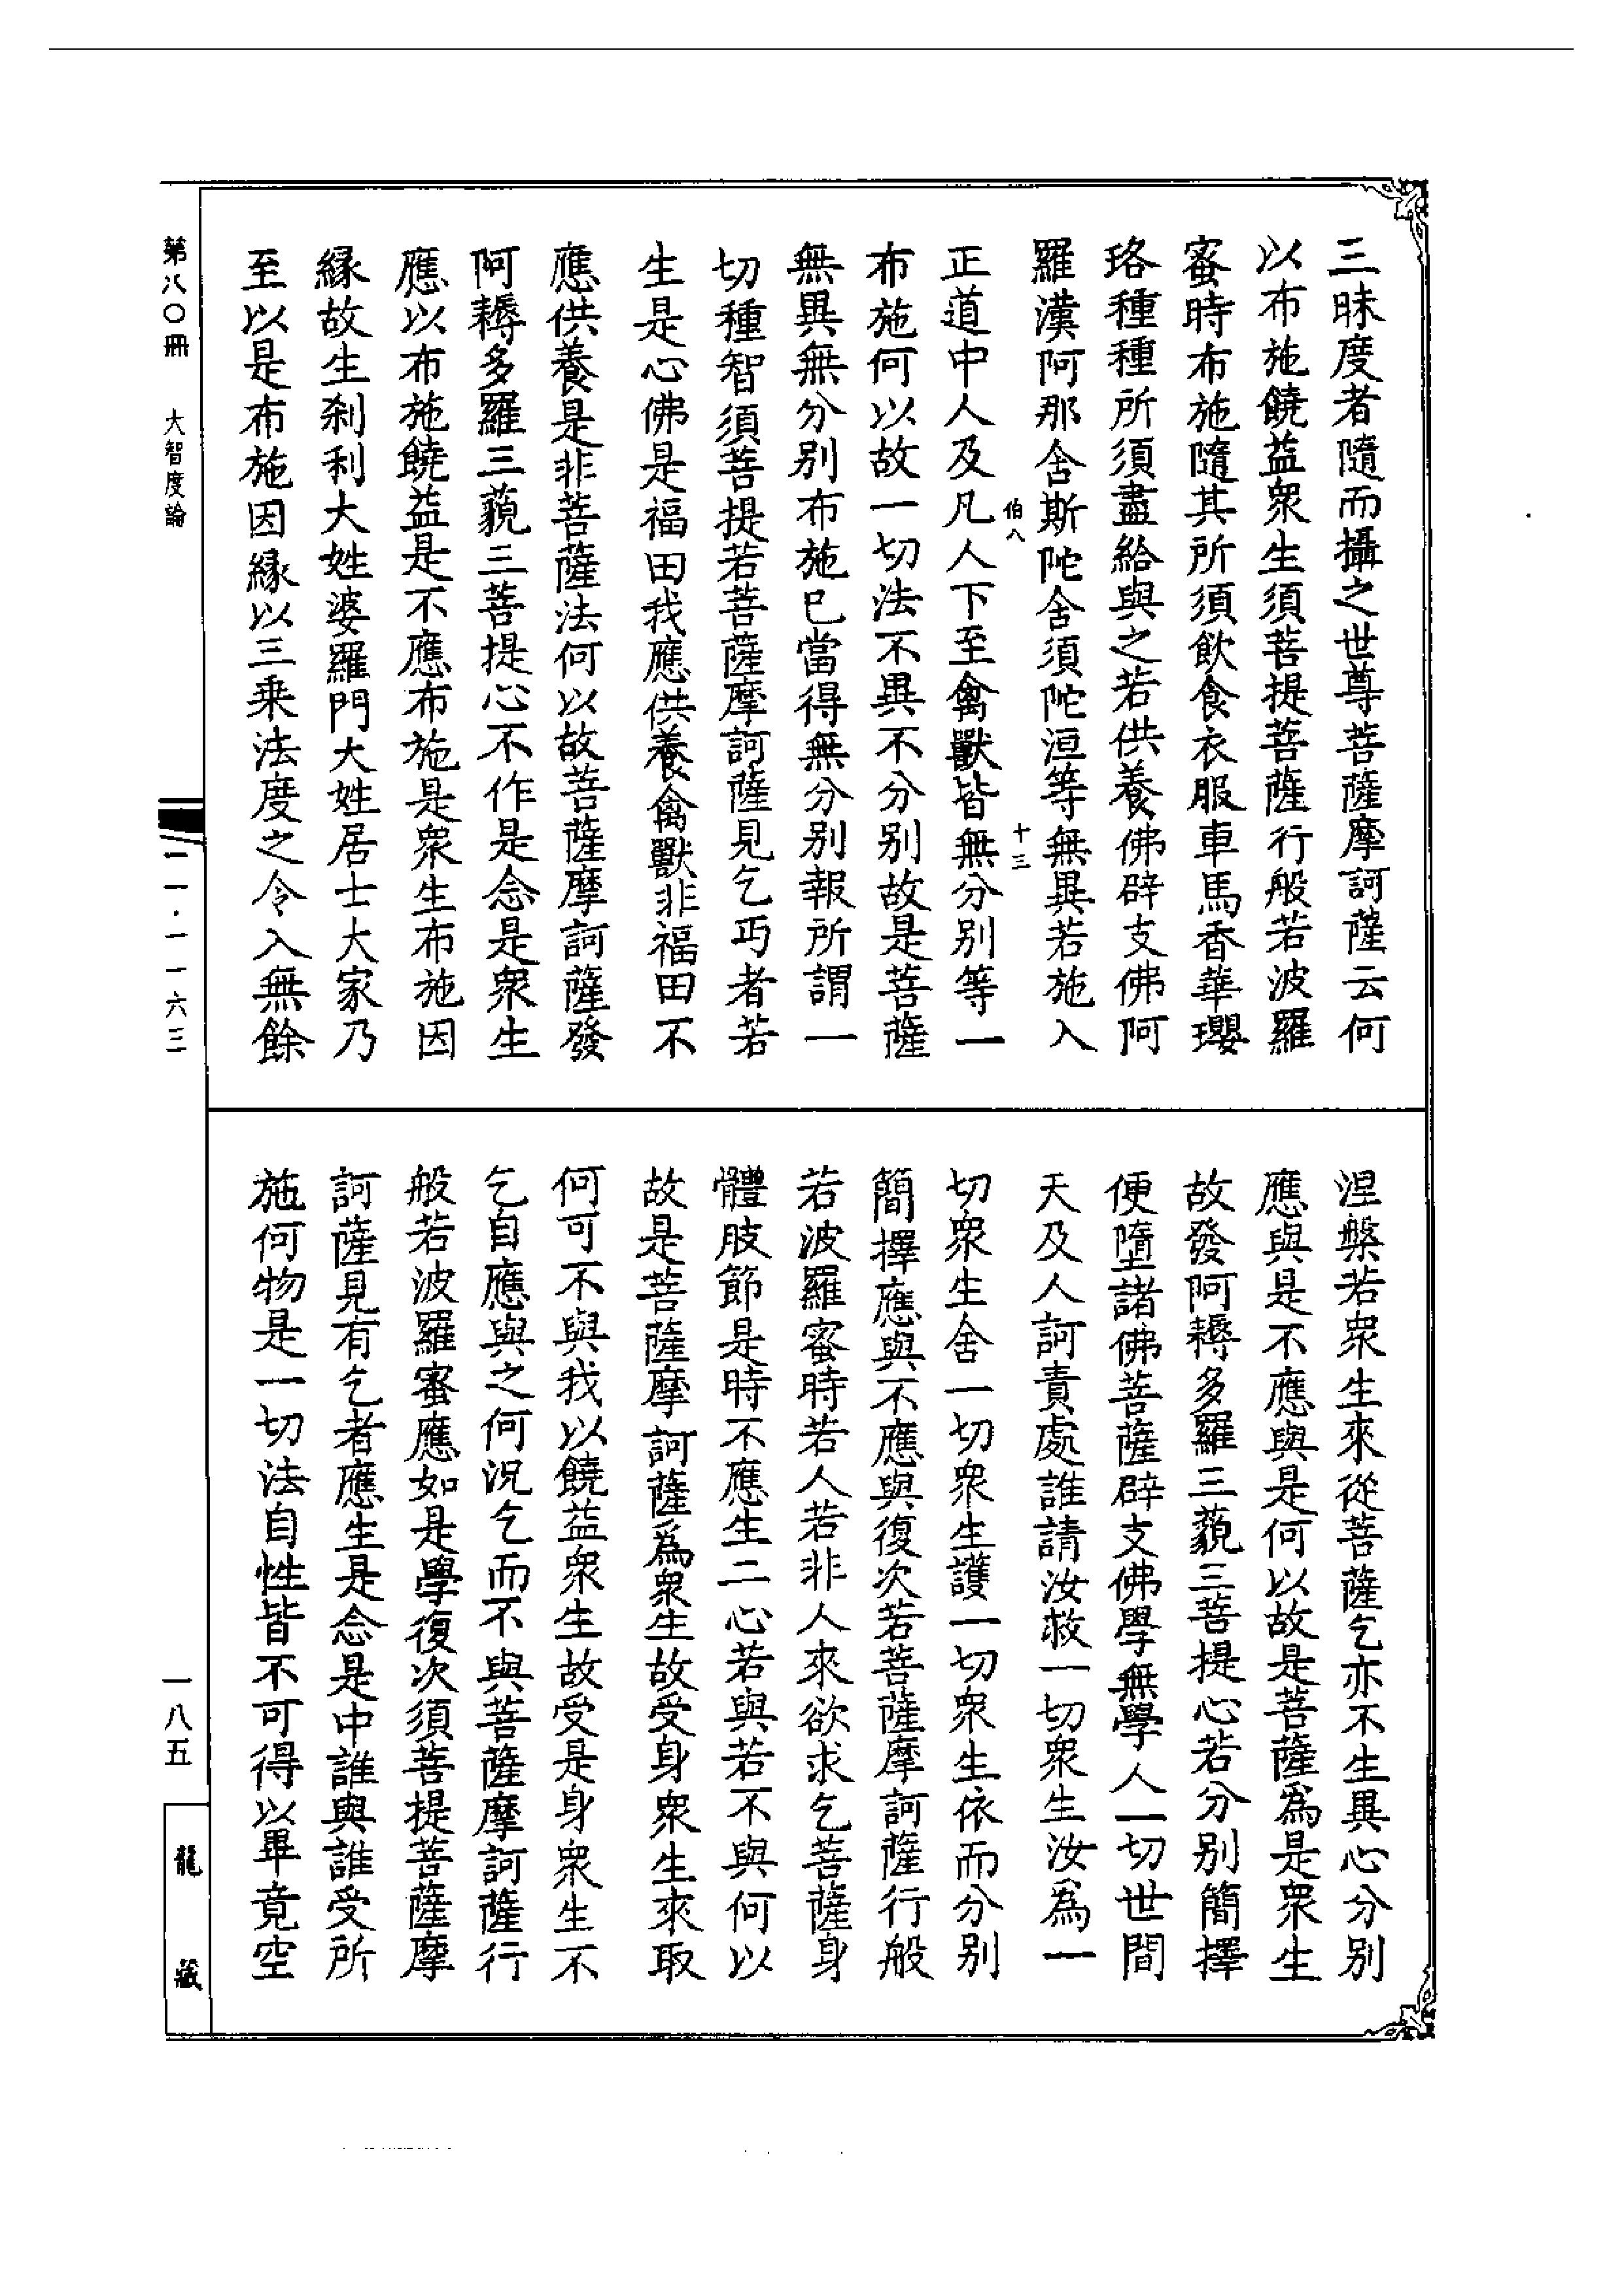 三昧度者隨而攝之世尊菩薩摩訶薩云何
以布施饒益衆生須菩提菩薩行般若波羅
蜜時布施隨其所須飲食衣服車馬香華瓔
珞種種所須盡給與之若供養佛辟支佛阿
羅漢阿那舍斯陀舍須陀洹等無異若施入
伯八
十三
正道中人及凡人下至禽獸皆無分別等一
布施何以故一切法不異不分別故是菩薩
無異無分別布施已當得無分別報所謂一
切種智須菩提若菩薩摩訶薩見乞丐者若
生是心佛是福田我應供養禽獸非福田不
應供養是非菩薩法何以故菩薩摩訶薩發
阿耨多羅三藐三菩提心不作是念是衆生
應以布施饒益是不應布施是衆生布施因
緣故生刹利大姓婆羅門大姓居士大家乃
至以是布施因緣以三乘法度之令入無餘
涅槃若衆生來從菩薩乞亦不生異心分別
應與是不應與是何以故是菩薩爲是衆生
故發阿耨多羅三藐三菩提心若分別簡擇
便墮諸佛菩薩辟支佛學無學人一切世間
天及人訶責處誰請汝救一切衆生汝爲一
切衆生舍一切衆生護一切衆生依而分別
簡擇應與不應與復次若菩薩摩訶薩行般
若波羅蜜時若人若非人來欲求乞菩薩身
體肢節是時不應生二心若與若不與何以
故是菩薩摩訶薩爲衆生故受身衆生來取
何可不與我以饒益衆生故受是身衆生不
乞自應與之何況乞而不與菩薩摩訶薩行
般若波羅蜜應如是學復次須菩提菩薩摩
訶薩見有乞者應生是念是中誰與誰受所
施何物是一切法自性皆不可得以畢竟空
第八〇冊 大智度論
一一·一一六三
一八五
龍藏